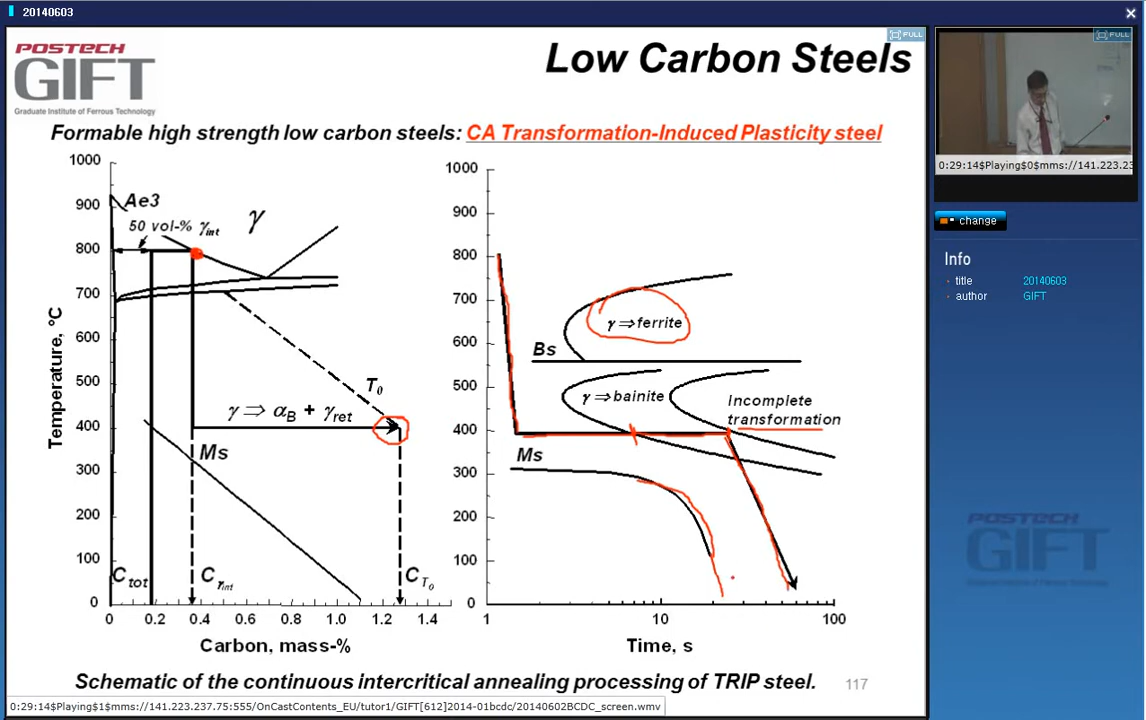 20140603
POSTECH
GIFT
Graduate Institute of Ferrous Technology
Low Carbon Steels
FULL
FULL
Formable high strength low carbon steels: CA Transformation-Induced Plasticity steel
0:29:14$Playing$0$mms://141.223.23
change
Info
title 20140603
author GIFT
Temperature, °C
1000
900
800
700
600
500
400
300
200
100
0
Ae3
50 vol-% γint
γ
T0
γ ⇒ αB + γret
Ms
Ctot
Cγint
CT0
0 0.2 0.4 0.6 0.8 1.0 1.2 1.4
Carbon, mass-%
1000
900
800
700
600
500
400
300
200
100
0
γ ⇒ ferrite
Bs
γ ⇒ bainite
Incomplete
transformation
Ms
1 10 100
Time, s
Schematic of the continuous intercritical annealing processing of TRIP steel.
117
0:29:14$Playing$1$mms://141.223.237.75:555/OnCastContents_EU/tutor1/GIFT[612]2014-01bcdc/20140602BCDC_screen.wmv
POSTECH
GIFT